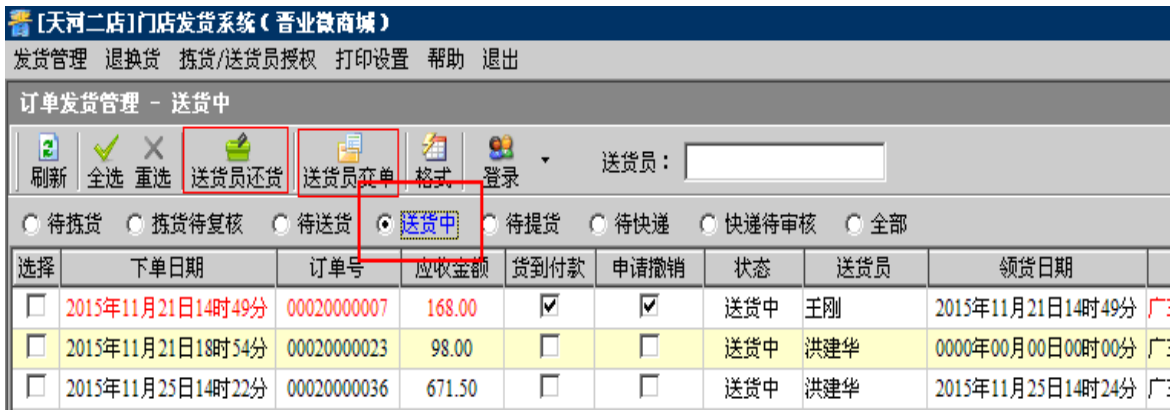 [天河二店]门店发货系统(晋业微商城)
发货管理 退换货 拣货/送货员授权 打印设置 帮助 退出
订单发货管理 - 送货中
刷新 全选 重选 送货员还货 送货员交单 格式 登录 送货员:
待拣货 拣货待复核 待送货 送货中 待提货 待快递 快递待审核 全部
选择 下单日期 订单号 应收金额 货到付款 申请撤销 状态 送货员 领货日期
2015年11月21日14时49分 00020000007 168.00 送货中 王刚 2015年11月21日14时49分 广
2015年11月21日18时54分 00020000023 98.00 送货中 洪建华 0000年00月00日00时00分 广
2015年11月25日14时22分 00020000036 671.50 送货中 洪建华 2015年11月25日14时24分 广